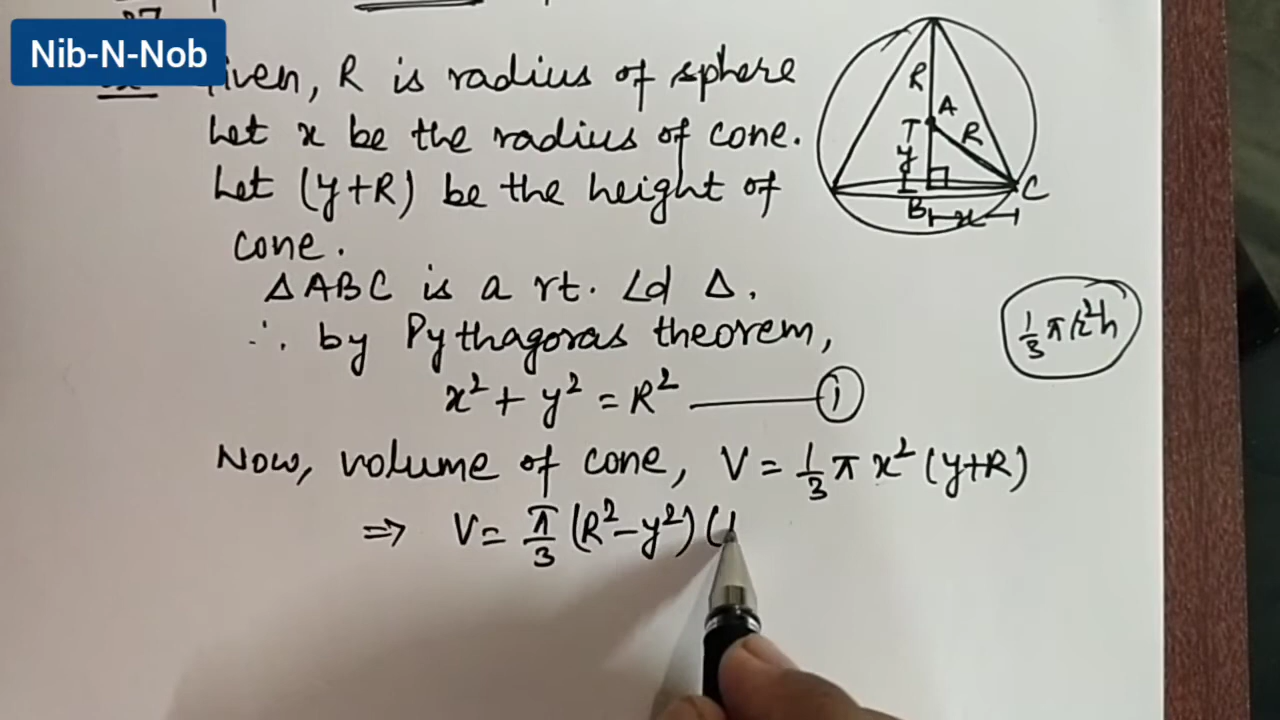 Nib-N-Nob
Given, R is radius of sphere
Let x be the radius of cone.
Let (y+R) be the height of
cone.
△ABC is a rt. ∠d △.
∴ by Pythagoras theorem,
x² + y² = R² ——— ①
Now, volume of cone, V = 1/3 π x² (y+R)
⇒ V = π/3 (R² - y²) (
R
A
R
y
B
x
C
1/3 π r² h